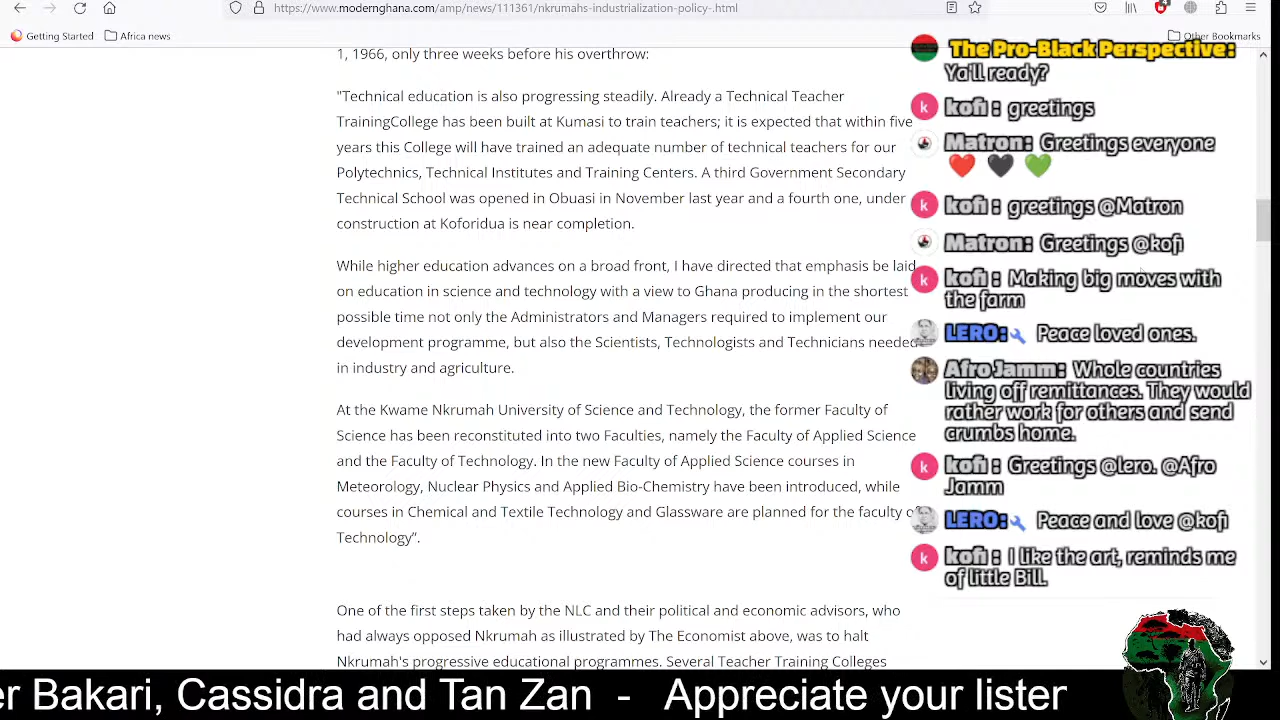 https://www.modernghana.com/amp/news/111361/nkrumahs-industrialization-policy-.html
Getting Started
Africa news
Other Bookmarks
1, 1966, only three weeks before his overthrow:
"Technical education is also progressing steadily. Already a Technical Teacher
TrainingCollege has been built at Kumasi to train teachers; it is expected that within five
years this College will have trained an adequate number of technical teachers for our
Polytechnics, Technical Institutes and Training Centers. A third Government Secondary
Technical School was opened in Obuasi in November last year and a fourth one, under
construction at Koforidua is near completion.
While higher education advances on a broad front, I have directed that emphasis be laid
on education in science and technology with a view to Ghana producing in the shortest
possible time not only the Administrators and Managers required to implement our
development programme, but also the Scientists, Technologists and Technicians needed
in industry and agriculture.
At the Kwame Nkrumah University of Science and Technology, the former Faculty of
Science has been reconstituted into two Faculties, namely the Faculty of Applied Science
and the Faculty of Technology. In the new Faculty of Applied Science courses in
Meteorology, Nuclear Physics and Applied Bio-Chemistry have been introduced, while
courses in Chemical and Textile Technology and Glassware are planned for the faculty of
Technology”.
One of the first steps taken by the NLC and their political and economic advisors, who
had always opposed Nkrumah as illustrated by The Economist above, was to halt
Nkrumah's progressive educational programmes. Several Teacher Training Colleges
The Pro-Black Perspective:
Ya'll ready?
k
kofi : greetings
Matron: Greetings everyone
❤️ 🖤 💚
k
kofi : greetings @Matron
Matron: Greetings @kofi
k
kofi : Making big moves with
the farm
LERO: Peace loved ones.
Afro Jamm: Whole countries
living off remittances. They would
rather work for others and send
crumbs home.
k
kofi : Greetings @lero. @Afro
Jamm
LERO: Peace and love @kofi
k
kofi : I like the art, reminds me
of little Bill.
er Bakari, Cassidra and Tan Zan - Appreciate your lister